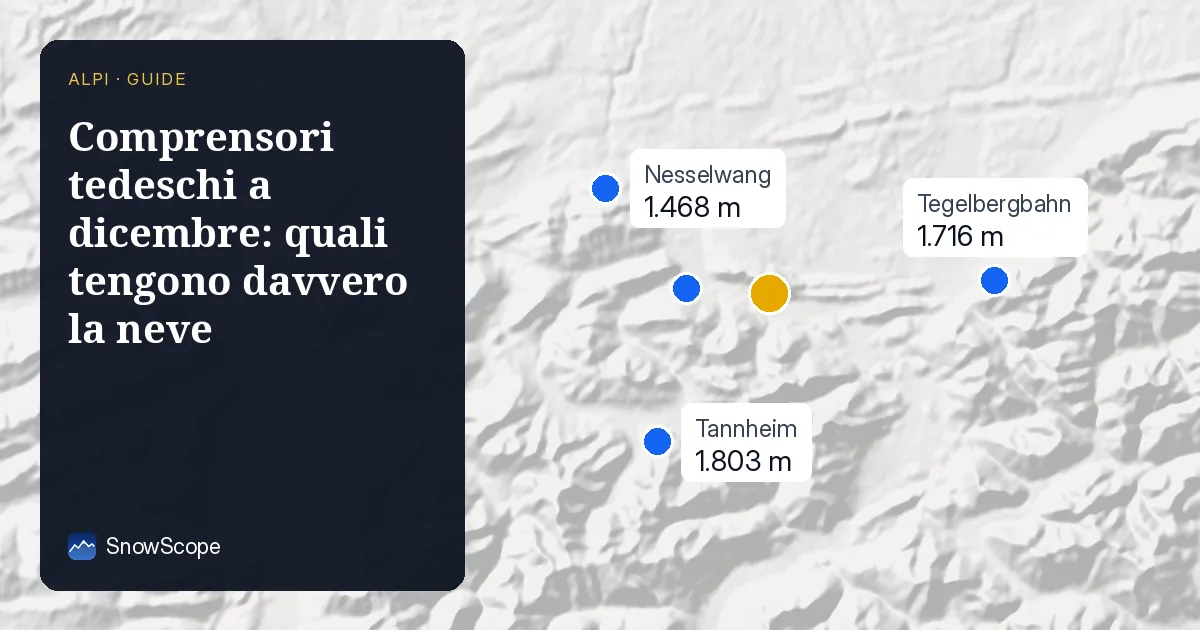 ALPI · GUIDE
Comprensori
tedeschi a
dicembre: quali
tengono davvero
la neve
SnowScope
Nesselwang
1.468 m
Tegelbergbahn
1.716 m
Tannheim
1.803 m